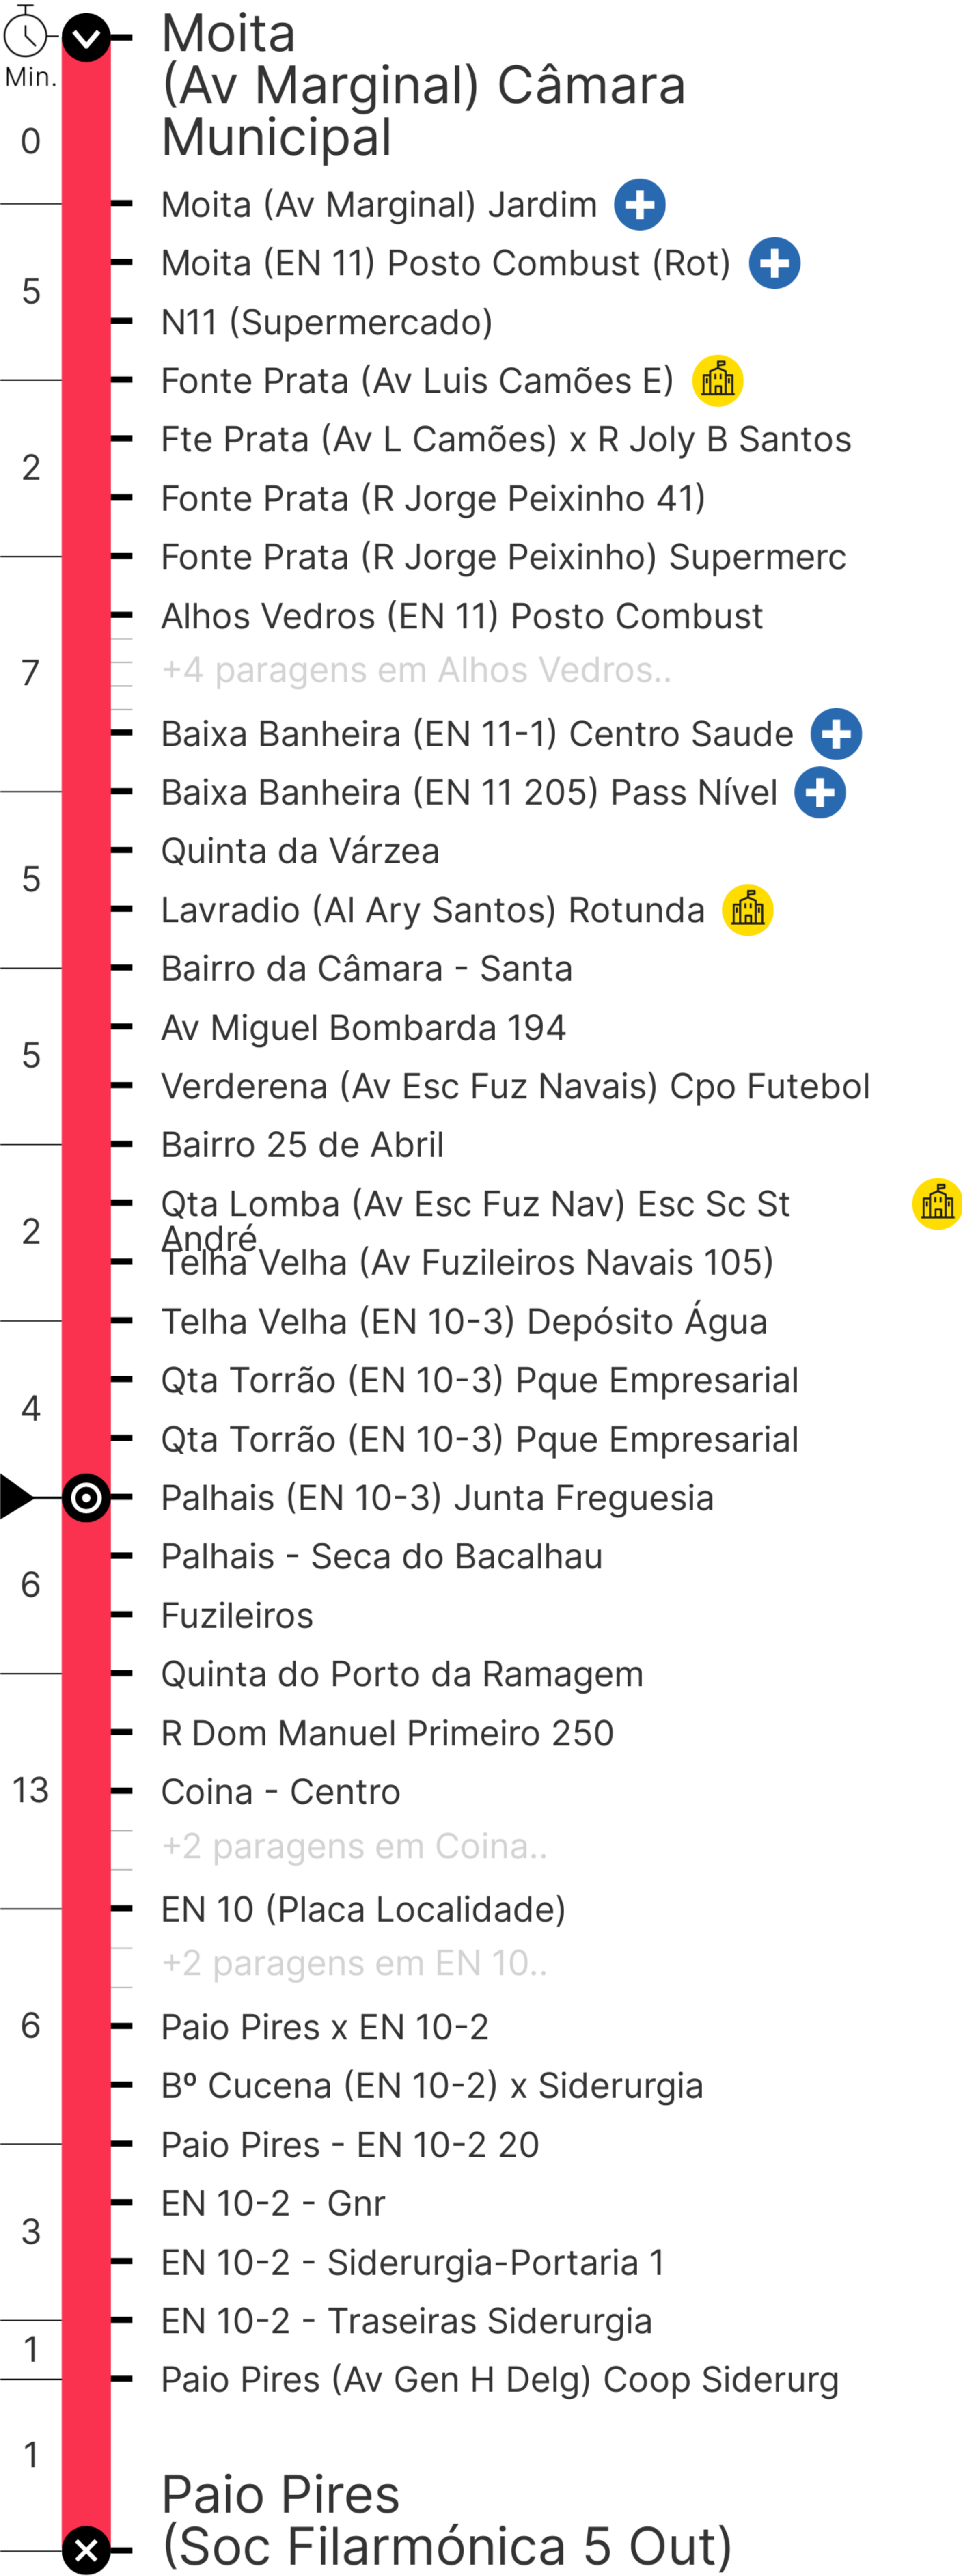 Moita
Min.
(Av Marginal) Câmara
Municipal
0
Moita (Av Marginal) Jardim
Moita (EN 11) Posto Combust (Rot)
5
N11 (Supermercado)
Fonte Prata (Av Luis Camões E)
Fte Prata (Av L Camões) x R Joly B Santos
2
Fonte Prata (R Jorge Peixinho 41)
Fonte Prata (R Jorge Peixinho) Supermerc
Alhos Vedros (EN 11) Posto Combust
7
+4 paragens em Alhos Vedros..
Baixa Banheira (EN 11-1) Centro Saude
Baixa Banheira (EN 11 205) Pass Nível
Quinta da Várzea
5
Lavradio (Al Ary Santos) Rotunda
Bairro da Câmara - Santa
Av Miguel Bombarda 194
5
Verderena (Av Esc Fuz Navais) Cpo Futebol
Bairro 25 de Abril
Qta Lomba (Av Esc Fuz Nav) Esc Sc St
André
2
Telha Velha (Av Fuzileiros Navais 105)
Telha Velha (EN 10-3) Depósito Água
Qta Torrão (EN 10-3) Pque Empresarial
4
Qta Torrão (EN 10-3) Pque Empresarial
Palhais (EN 10-3) Junta Freguesia
Palhais - Seca do Bacalhau
6
Fuzileiros
Quinta do Porto da Ramagem
R Dom Manuel Primeiro 250
13
Coina - Centro
+2 paragens em Coina..
EN 10 (Placa Localidade)
+2 paragens em EN 10..
6
Paio Pires x EN 10-2
Bº Cucena (EN 10-2) x Siderurgia
Paio Pires - EN 10-2 20
EN 10-2 - Gnr
3
EN 10-2 - Siderurgia-Portaria 1
EN 10-2 - Traseiras Siderurgia
1
Paio Pires (Av Gen H Delg) Coop Siderurg
1
Paio Pires
(Soc Filarmónica 5 Out)